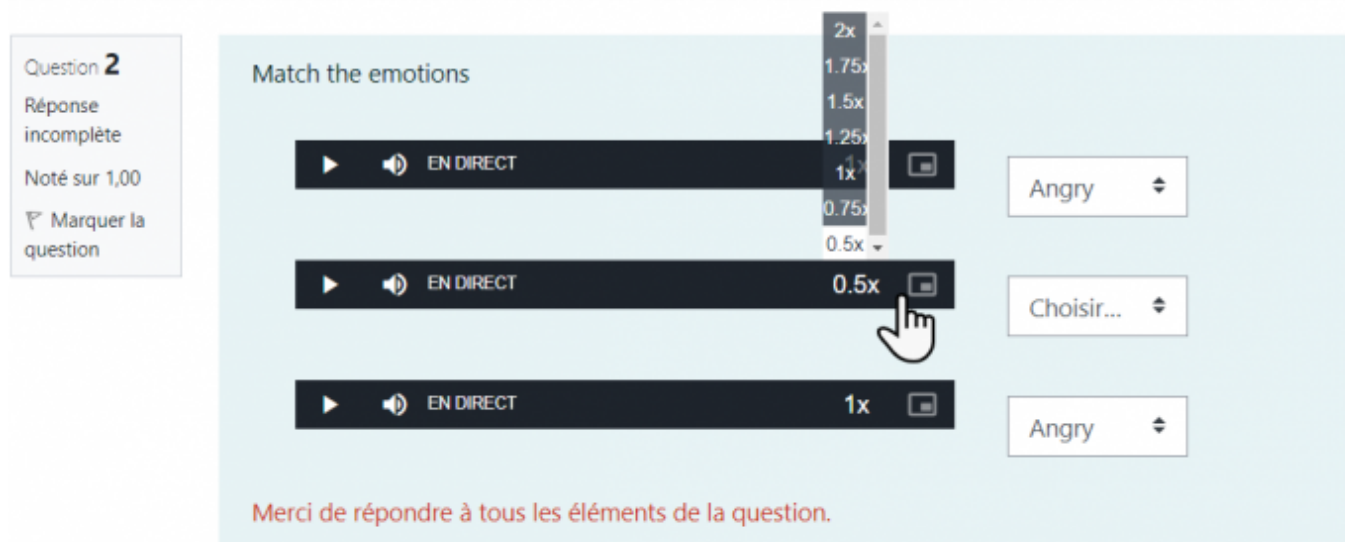 Question 2
Réponse
incomplète
Noté sur 1,00
Marquer la
question
Match the emotions
2x
1.75x
1.5x
1.25x
1x
0.75x
0.5x
EN DIRECT
1x
Angry
EN DIRECT
0.5x
Choisir...
EN DIRECT
1x
Angry
Merci de répondre à tous les éléments de la question.